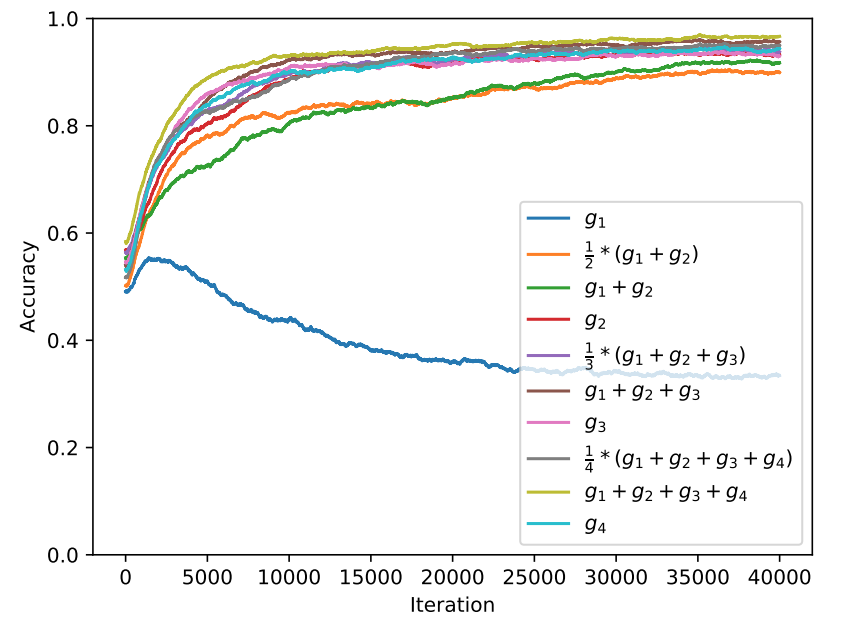 1.0
0.8
0.6
0.4
0.2
0.0
Accuracy
0
5000
10000
15000
20000
25000
30000
35000
40000
Iteration
g₁
½ * (g₁ + g₂)
g₁ + g₂
g₂
⅓ * (g₁ + g₂ + g₃)
g₁ + g₂ + g₃
g₃
¼ * (g₁ + g₂ + g₃ + g₄)
g₁ + g₂ + g₃ + g₄
g₄